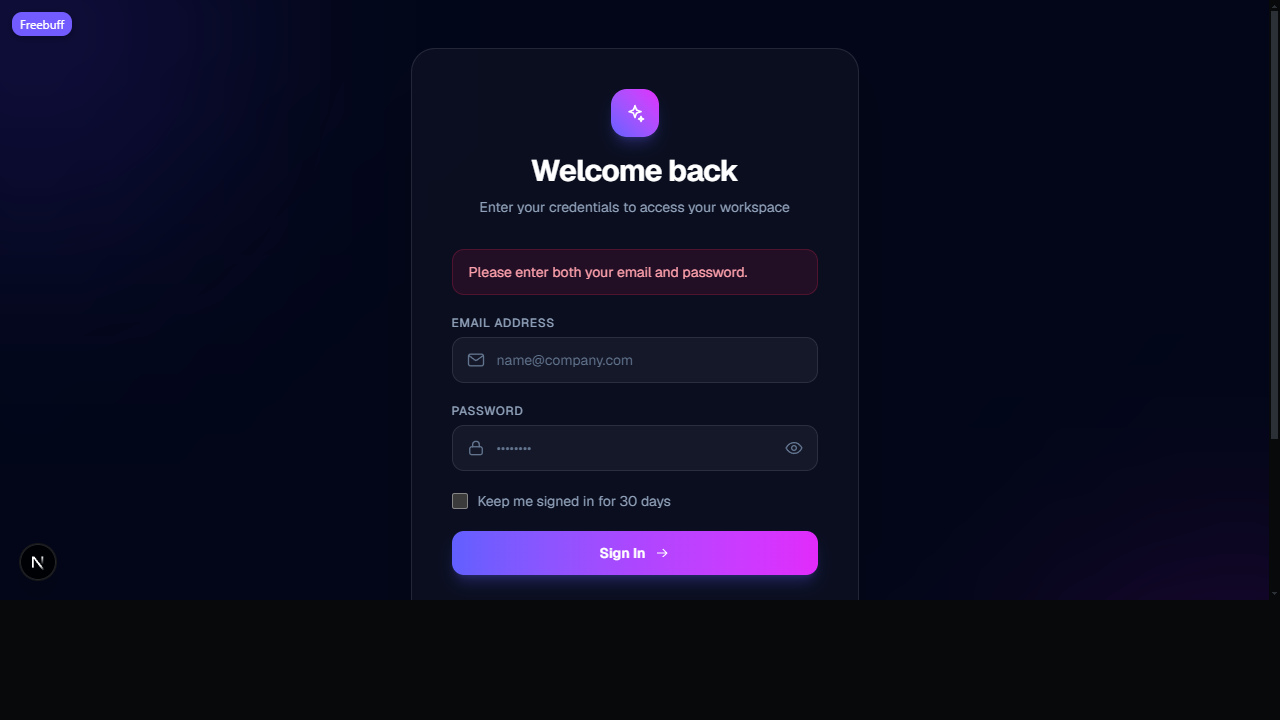 Freebuff
Welcome back
Enter your credentials to access your workspace
Please enter both your email and password.
EMAIL ADDRESS
name@company.com
PASSWORD
••••••••
Keep me signed in for 30 days
Sign In →
N